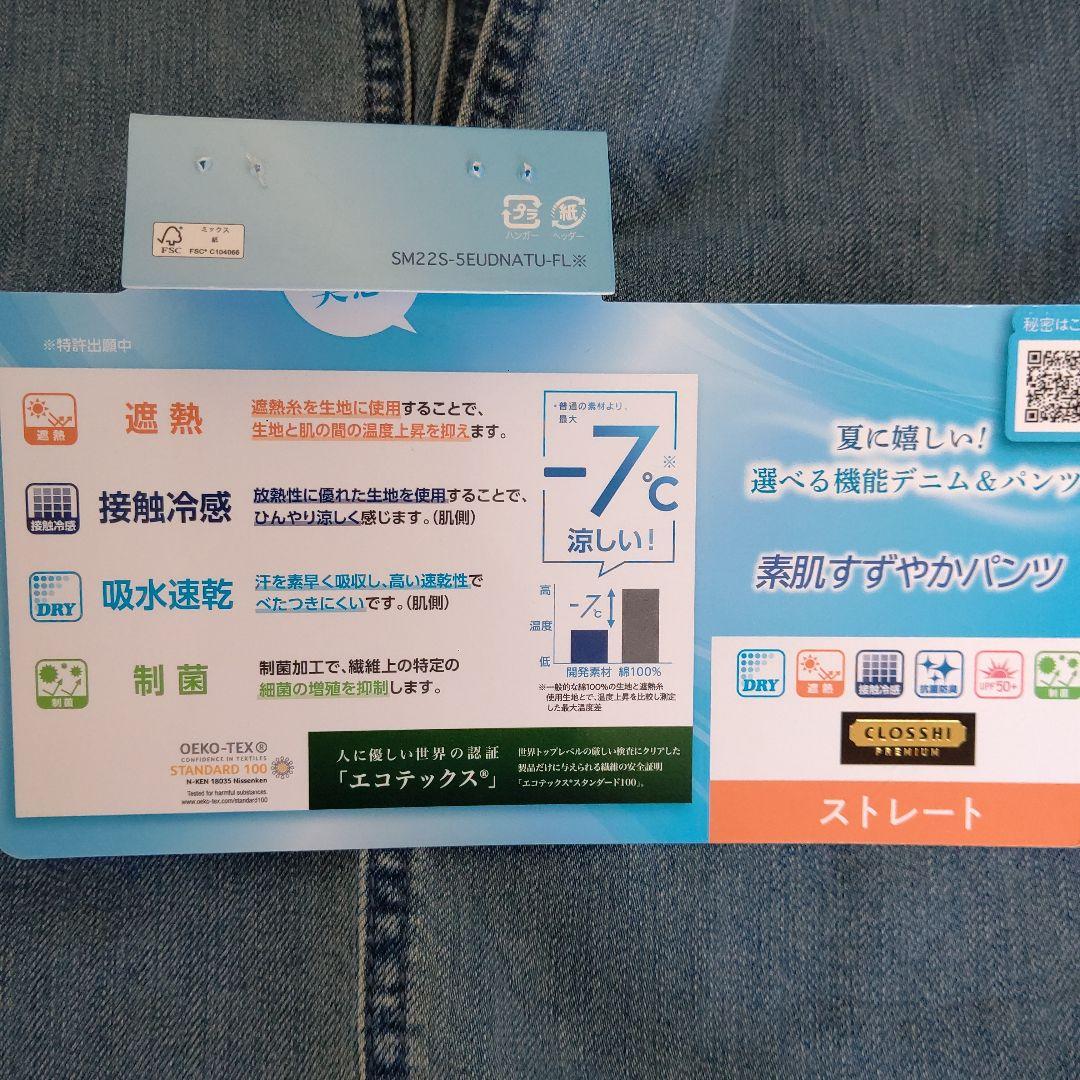 ミックス
紙
FSC
FSC® C104066
プラ
ハンガー
紙
ヘッダー
SM22S-5EUDNATU-FL※
※特許出願中
遮熱
遮熱
遮熱糸を生地に使用することで、
生地と肌の間の温度上昇を抑えます。
接触冷感
接触冷感
放熱性に優れた生地を使用することで、
ひんやり涼しく感じます。(肌側)
DRY
吸水速乾
汗を素早く吸収し、高い速乾性で
べたつきにくいです。(肌側)
制菌
制菌
制菌加工で、繊維上の特定の
細菌の増殖を抑制します。
・普通の素材より、
最大
-7℃※
涼しい!
高
温度
低
-7℃
開発素材 綿100%
※一般的な綿100%の生地と遮熱糸
使用生地とで、温度上昇を比較し測定
した最大温度差
OEKO-TEX®
CONFIDENCE IN TEXTILES
STANDARD 100
N-KEN 18035 Nissenken
Tested for harmful substances.
www.oeko-tex.com/standard100
人に優しい世界の認証
「エコテックス®」
世界トップレベルの厳しい検査にクリアした
製品だけに与えられる繊維の安全証明
「エコテックス®スタンダード100」。
秘密はこ
夏に嬉しい!
選べる機能デニム&パンツ
素肌すずやかパンツ
DRY
遮熱
接触冷感
抗菌防臭
UPF50+
制菌
CLOSSHI
PREMIUM
ストレート